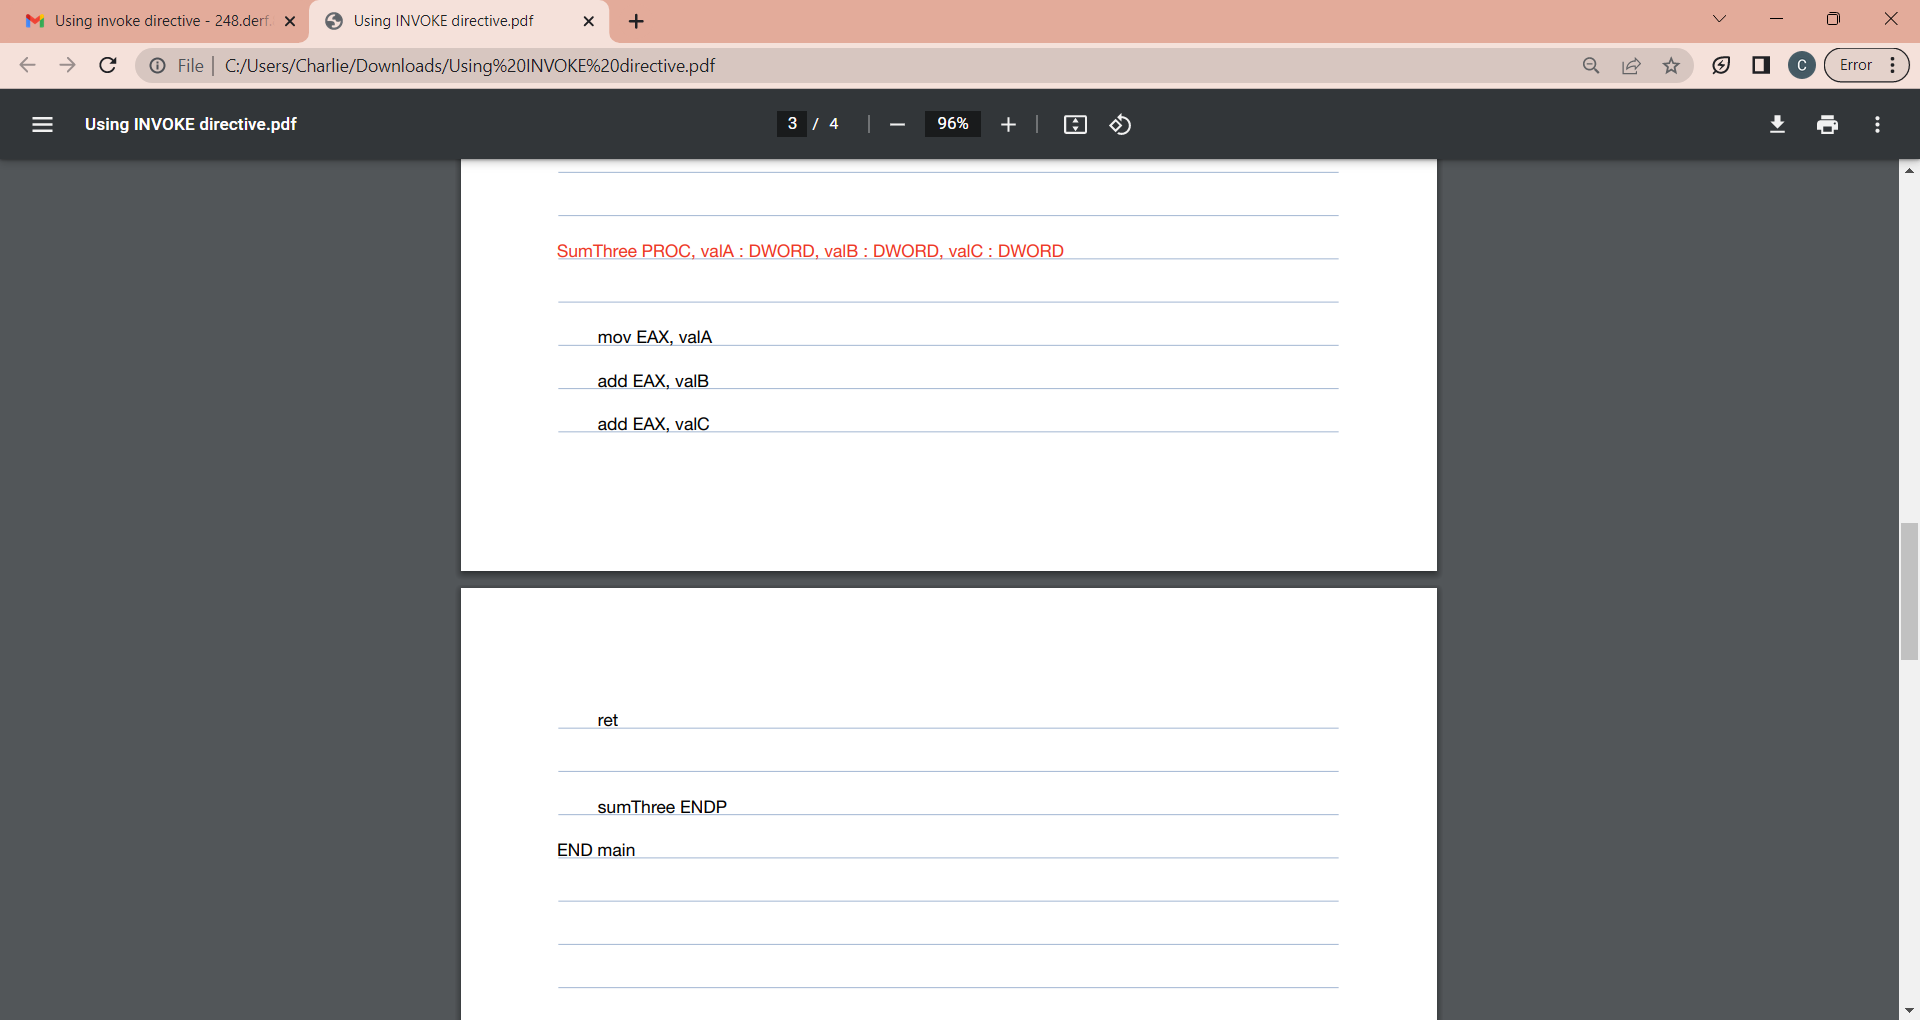 Using invoke directive - 248.derf
Using INVOKE directive.pdf
File
C:/Users/Charlie/Downloads/Using%20INVOKE%20directive.pdf
C
Error
Using INVOKE directive.pdf
3 / 4
96%
SumThree PROC, valA : DWORD, valB : DWORD, valC : DWORD
mov EAX, valA
add EAX, valB
add EAX, valC
ret
sumThree ENDP
END main